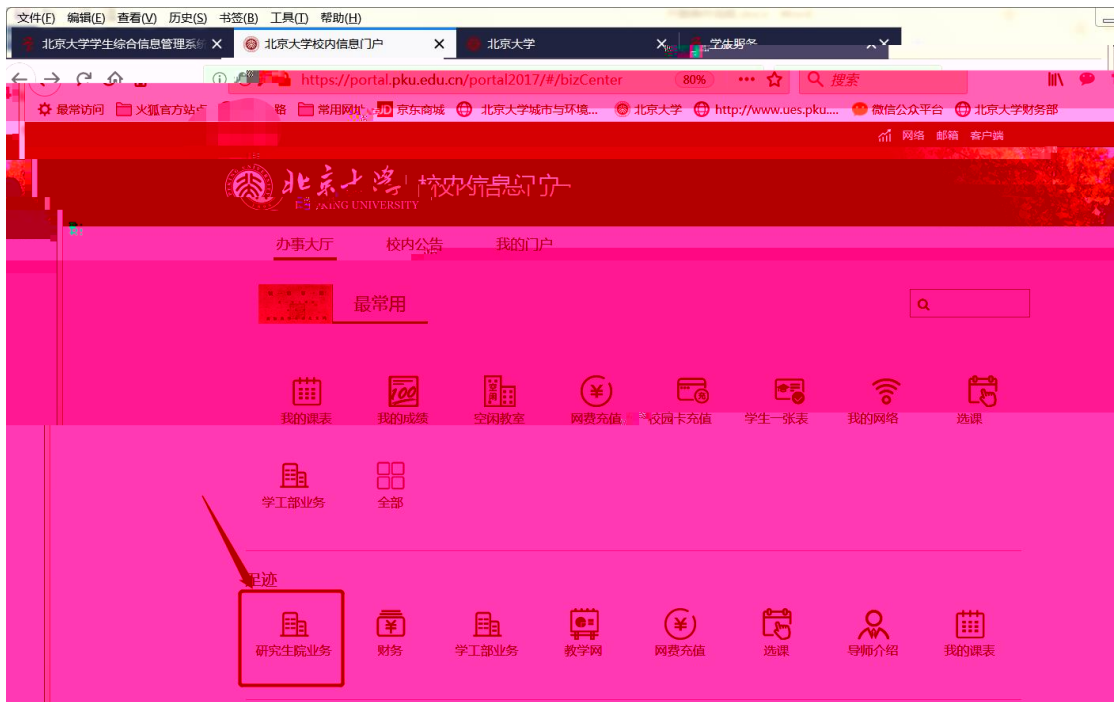 文件(F) 编辑(E) 查看(V) 历史(S) 书签(B) 工具(T) 帮助(H)
北京大学学生综合信息管理系统 × 北京大学校内信息门户 × 北京大学 ×
https://portal.pku.edu.cn/portal2017/#/bizCenter 80% 搜索
最常访问 火狐官方站点 常用网址 JD 京东商城 北京大学城市与环境... 北京大学 http://www.ues.pku.... 微信公众平台 北京大学财务部
网络 邮箱 客户端
北京大学 校内信息门户
PEKING UNIVERSITY
办事大厅 校内公告 我的门户
最常用
100
我的课表 我的成绩 空闲教室 网费充值 校园卡充值 学生一张表 我的网络 选课
学工部业务 全部
足迹
研究生院业务 财务 学工部业务 教学网 网费充值 选课 导师介绍 我的课表